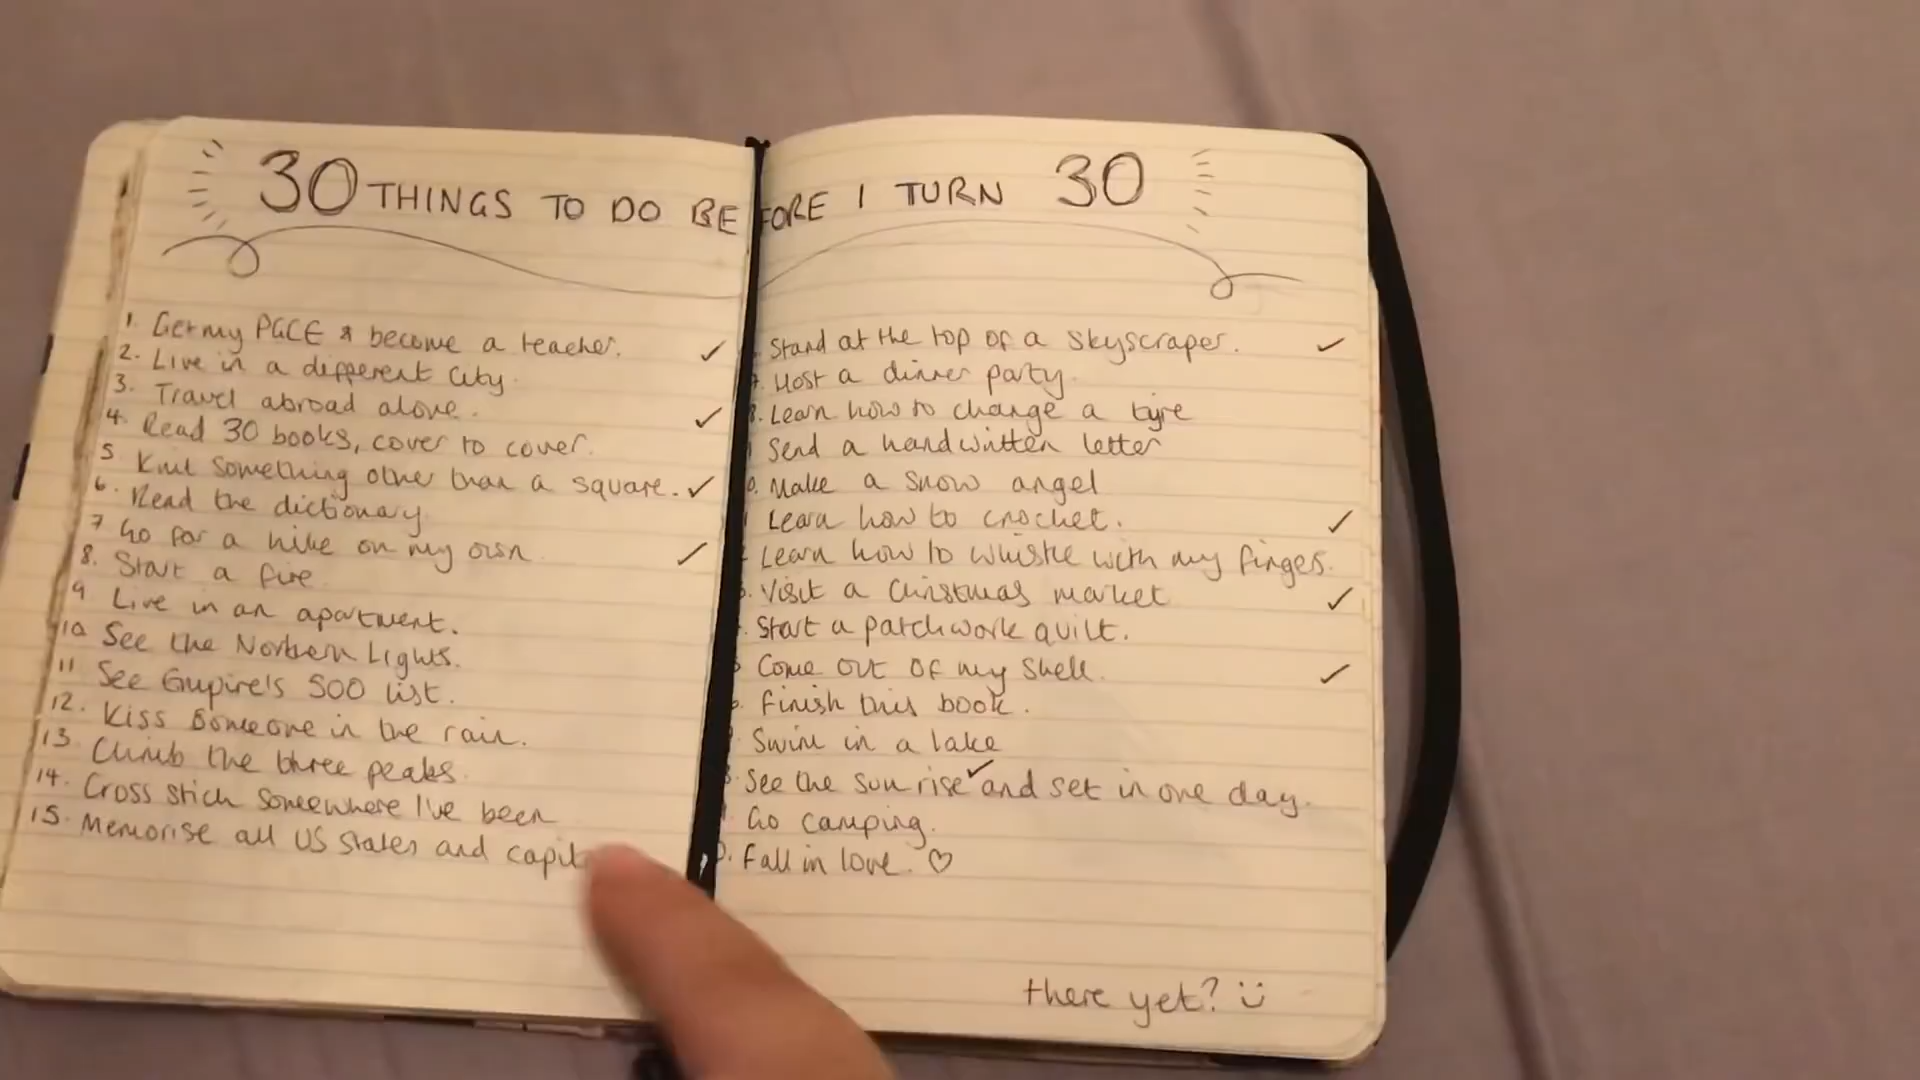 30 THINGS TO DO BEFORE I TURN 30
1. Get my PGCE & become a teacher. ✓
2. Live in a different city.
3. Travel abroad alone. ✓
4. Read 30 books, cover to cover.
5. Knit something other than a square. ✓
6. Read the dictionary
7 Go for a hike on my own ✓
8. Start a fire
9 Live in an apartment.
10 See the Northern Lights.
11 See Empire's 500 list.
12. Kiss someone in the rain.
13. Climb the three peaks.
14. Cross stich somewhere I've been
15. Memorise all US states and
Stand at the top of a skyscraper. ✓
7. Host a dinner party.
8. Learn how to change a tyre
Send a handwritten letter
0. Make a snow angel
1 Learn how to crochet. ✓
Learn how to whistle with my finges.
Visit a Christmas market ✓
Start a patchwork quilt.
Come out of my shell. ✓
Finish this book.
Swim in a lake
See the sun rise ✓ and set in one day.
Go camping.
Fall in love. ♡
there yet? :)